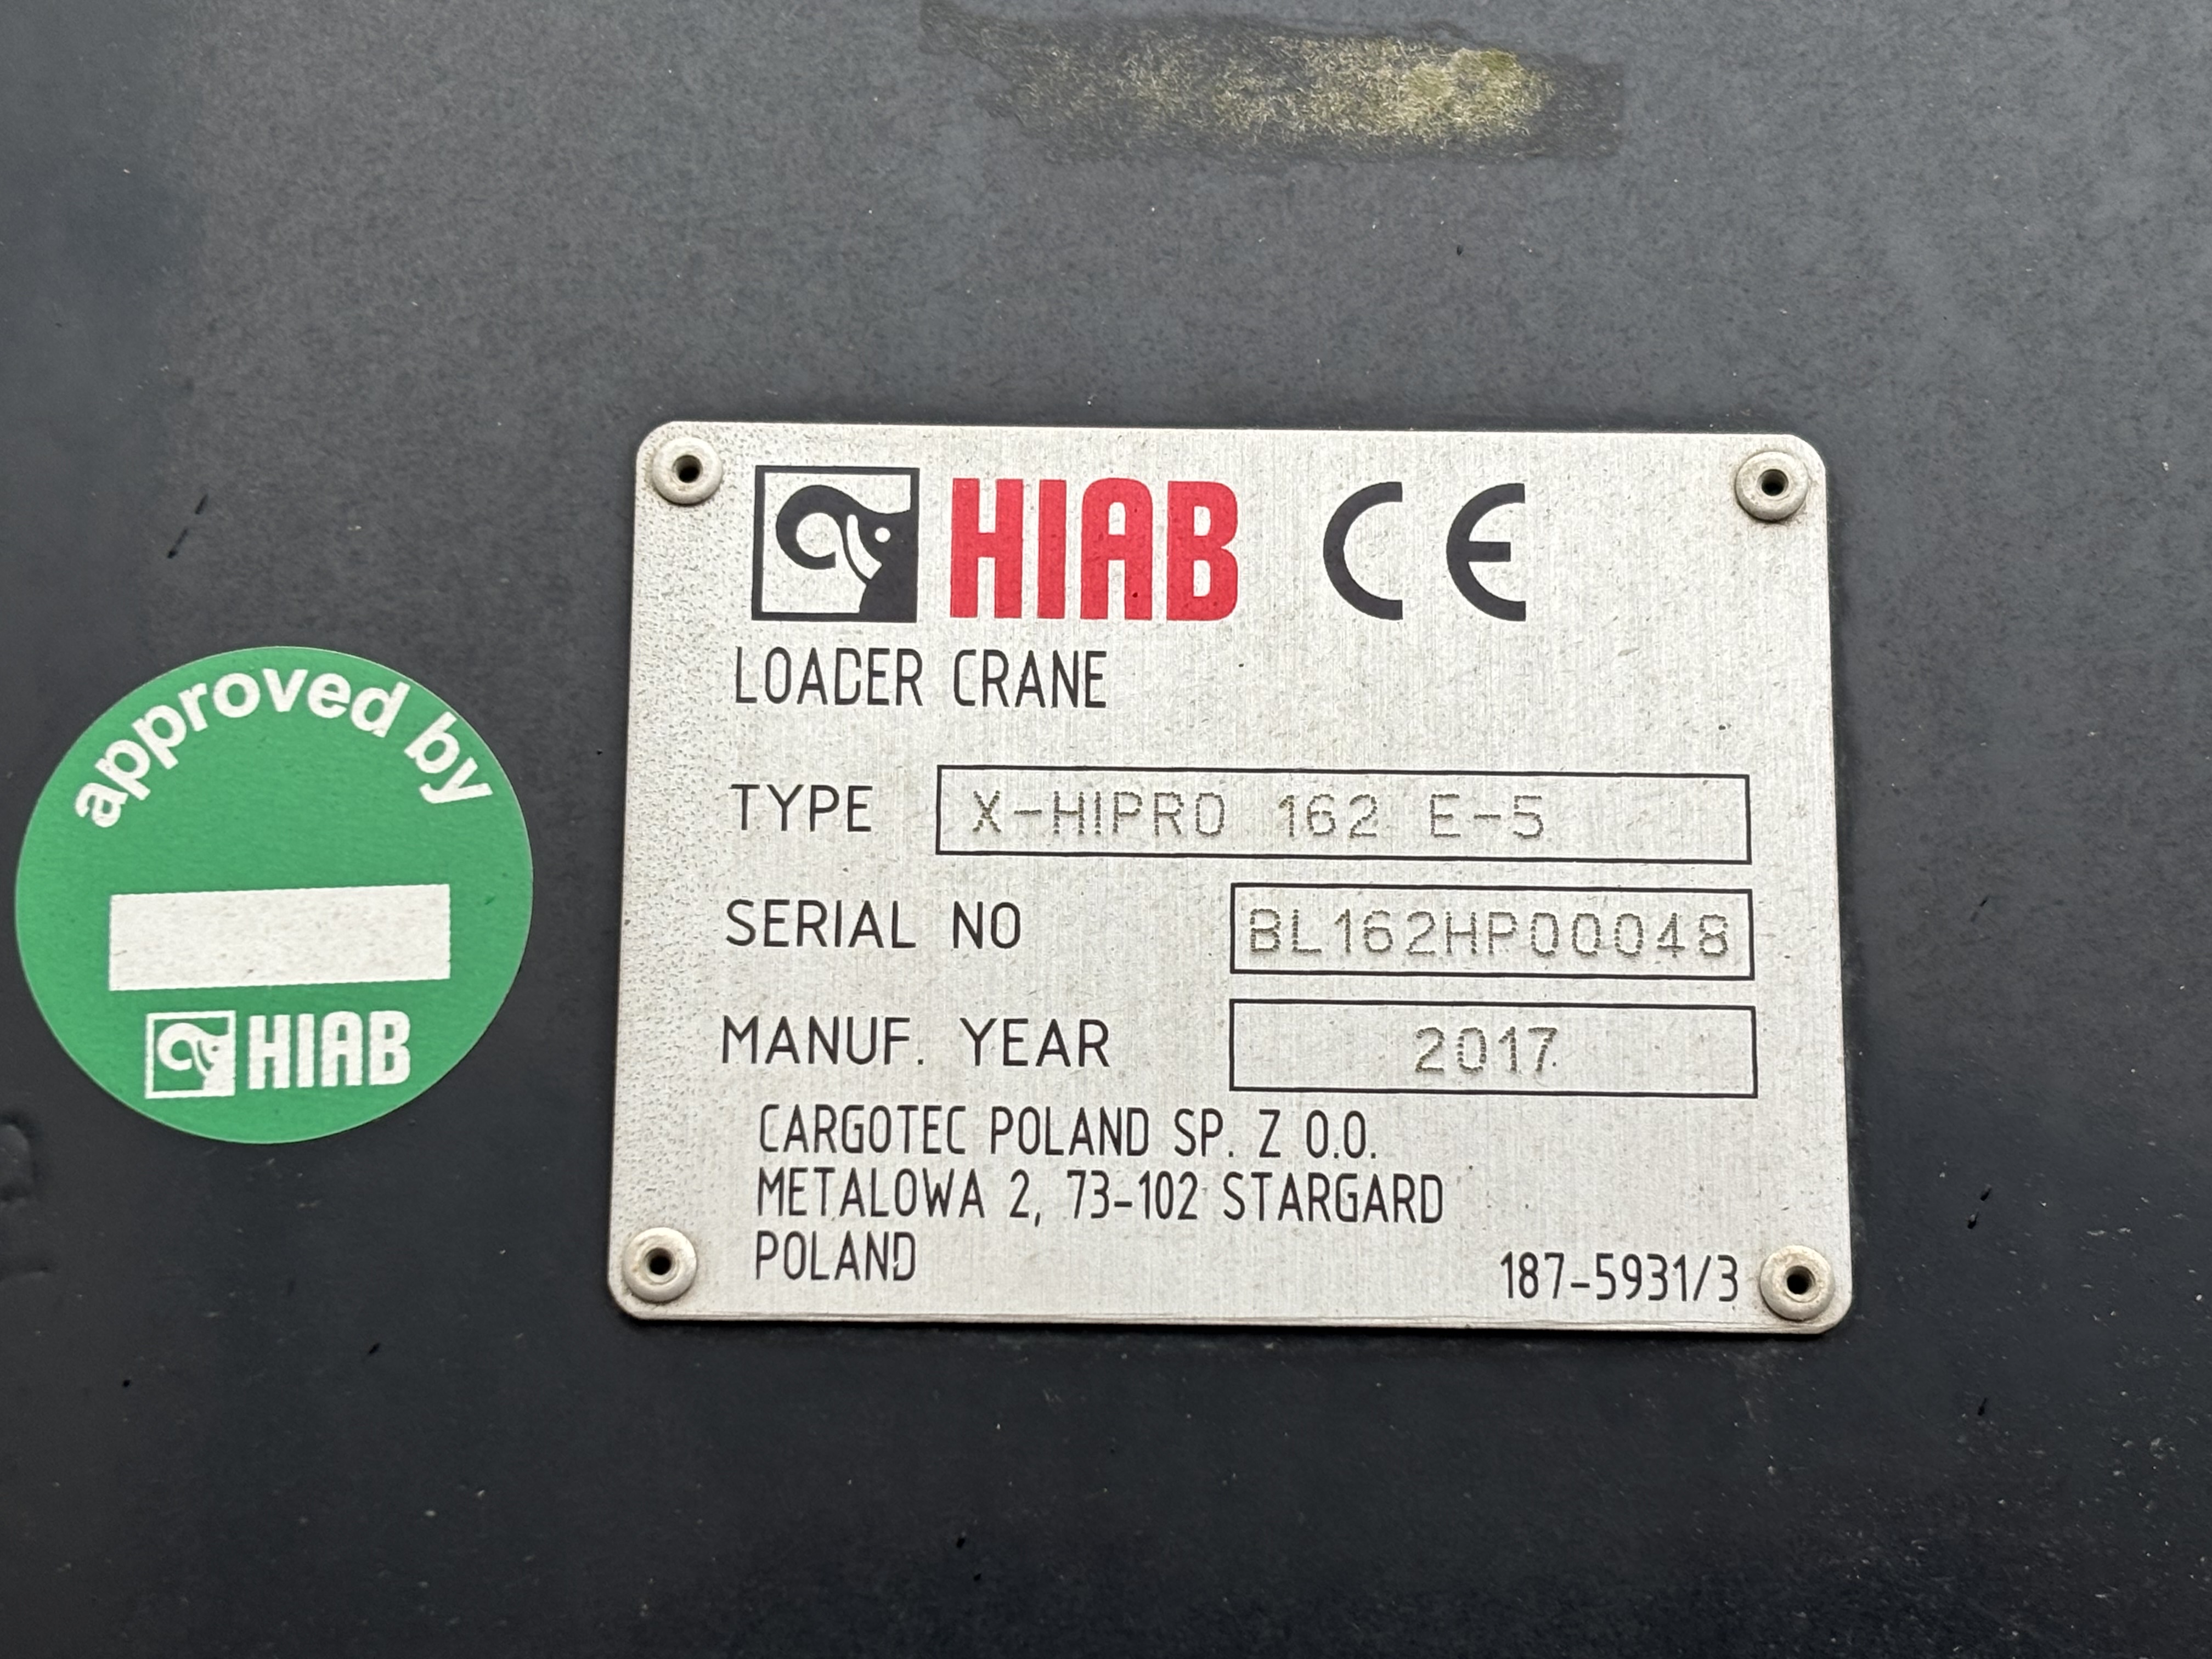 HIAB CE
LOADER CRANE
TYPE X-HIPRO 162 E-5
SERIAL NO BL162HP00048
MANUF. YEAR 2017
CARGOTEC POLAND SP. Z O.O.
METALOWA 2, 73-102 STARGARD
POLAND
187-5931/3
approved by
HIAB